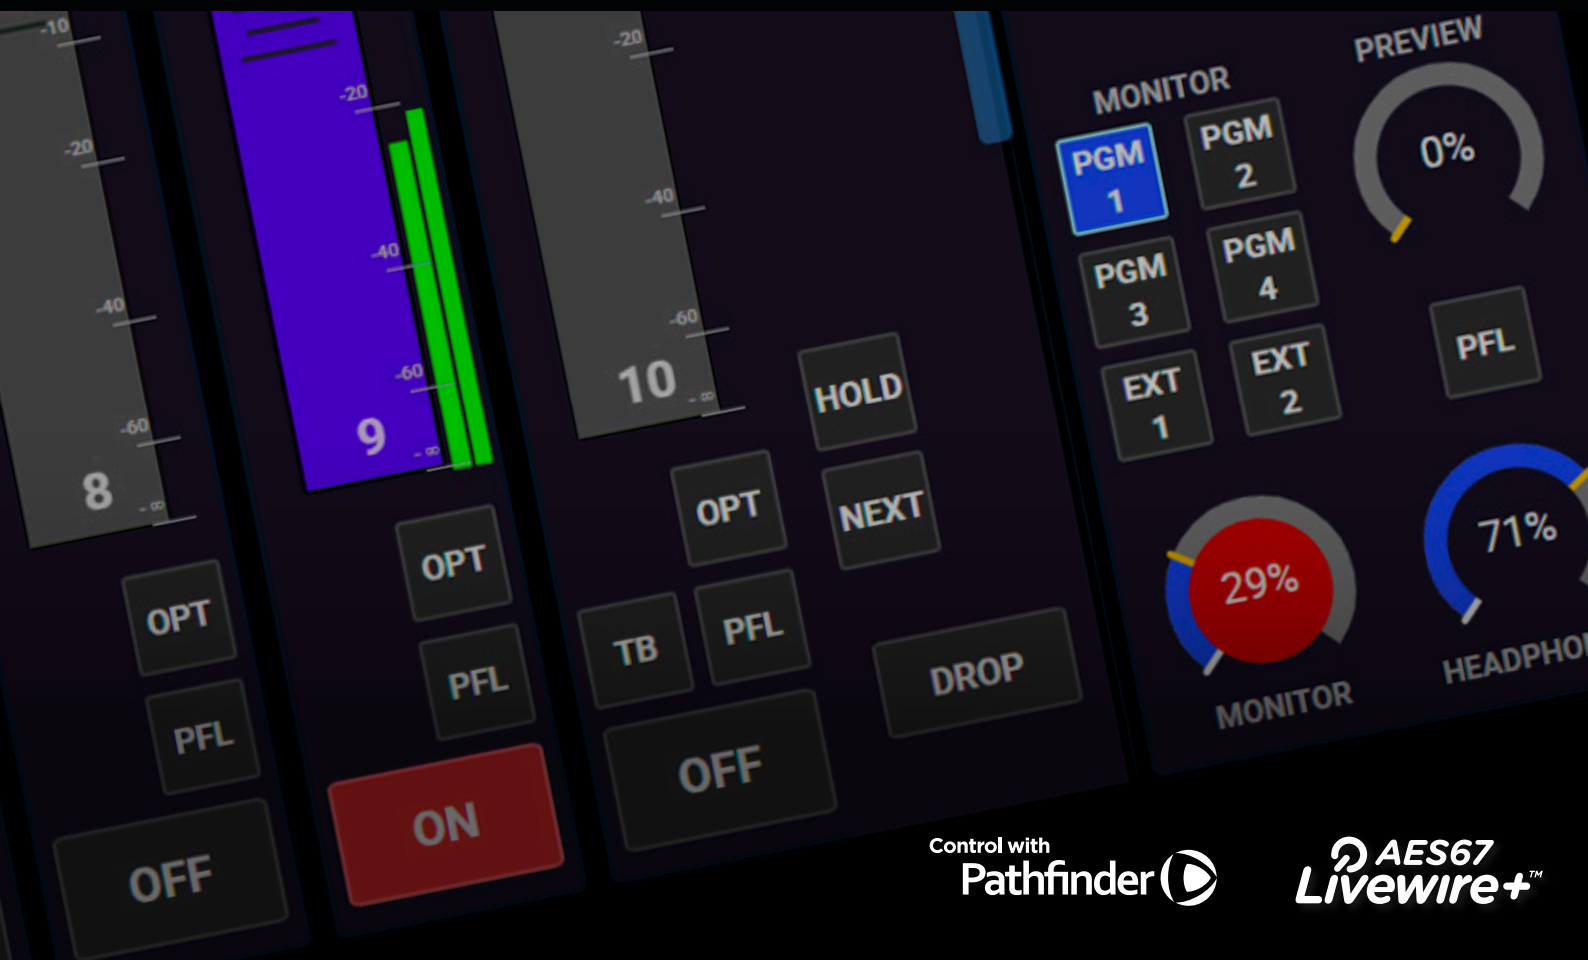 -10
-20
-40
-60
- ∞
8
OPT
PFL
OFF
-20
-40
-60
- ∞
9
OPT
PFL
ON
-20
-40
-60
- ∞
10
HOLD
OPT
NEXT
TB
PFL
DROP
OFF
MONITOR
PGM
1
PGM
2
PGM
3
PGM
4
EXT
1
EXT
2
PREVIEW
0%
PFL
29%
MONITOR
71%
HEADPHO
Control with
Pathfinder
AES67
Livewire+™